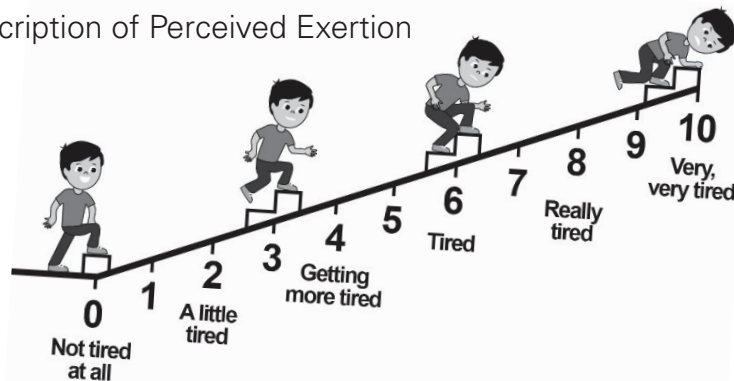 cription of Perceived Exertion
0
Not tired
at all
1
2
A little
tired
3
4
Getting
more tired
5
6
Tired
7
8
Really
tired
9
10
Very,
very tired